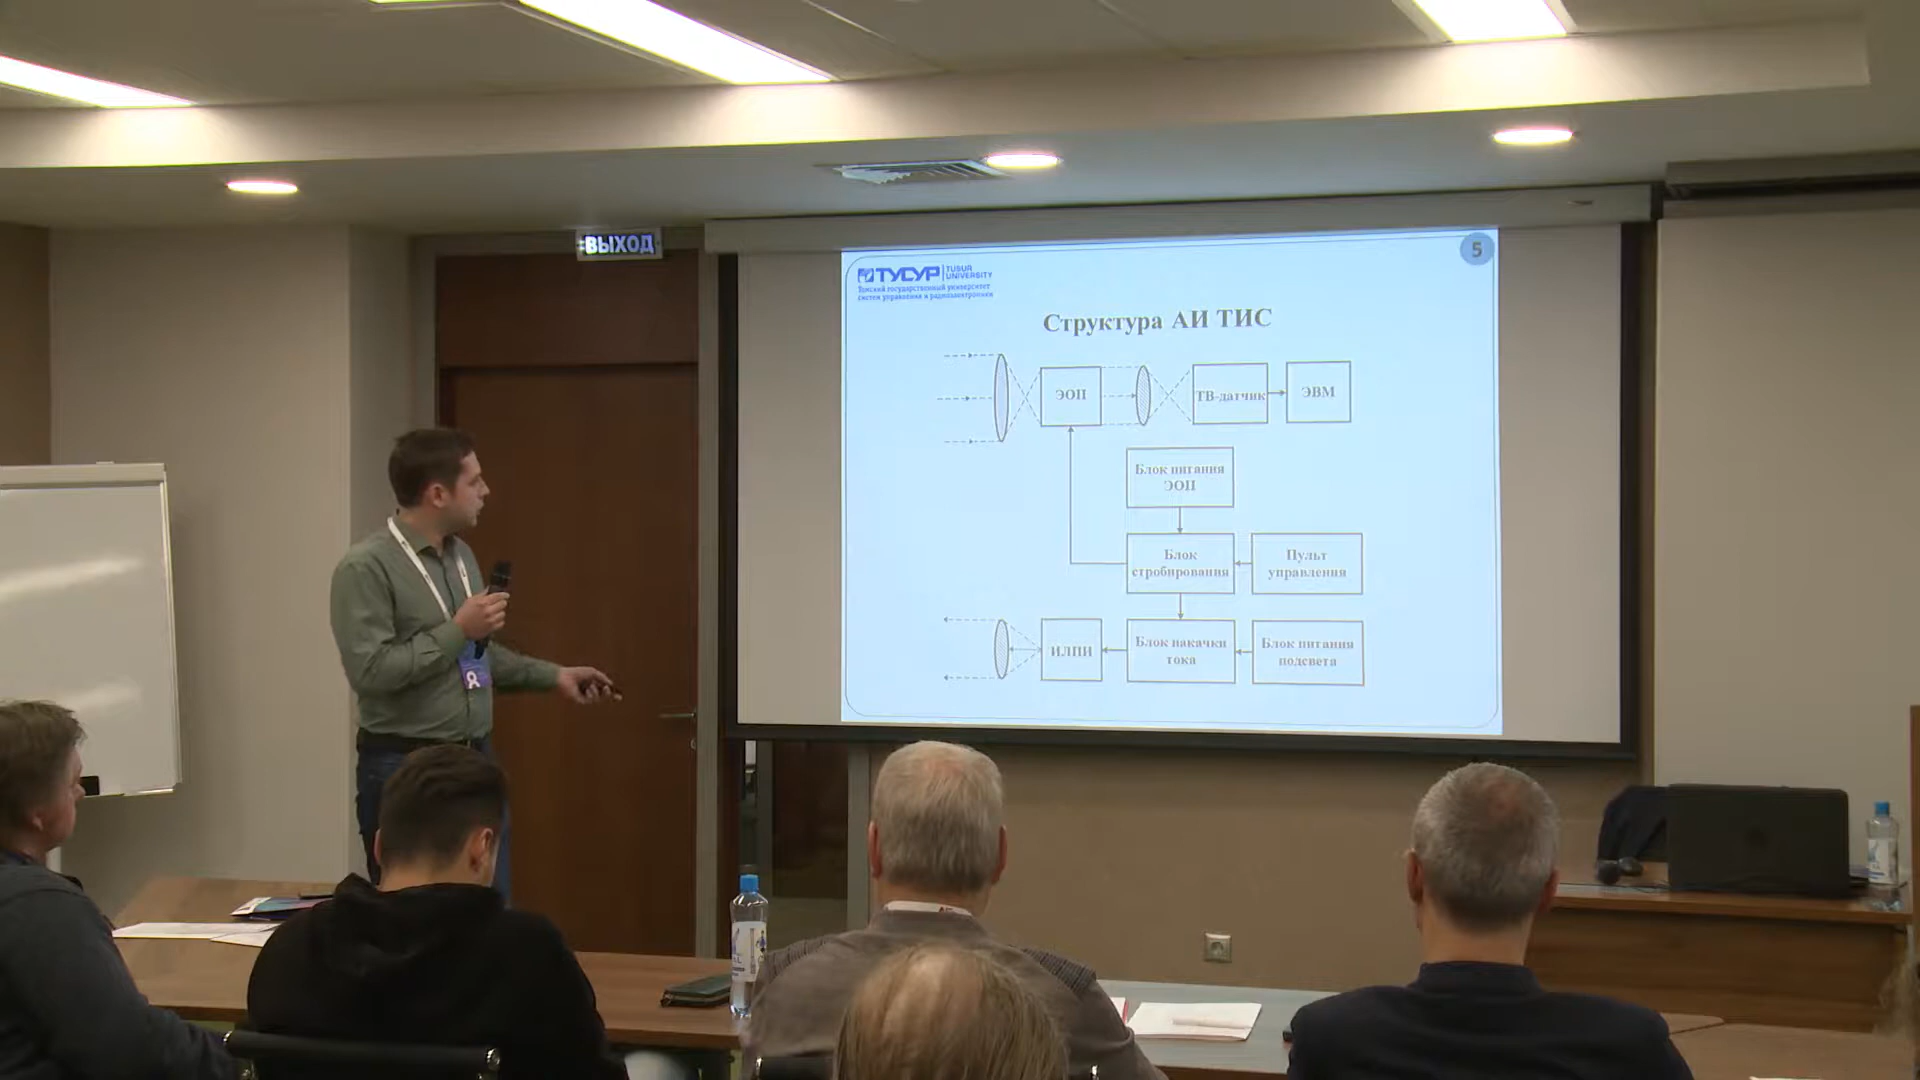 ВЫХОД
5
ТУСУР
TUSUR
UNIVERSITY
Томский государственный университет
систем управления и радиоэлектроники
Структура АИ ТИС
ЭОП
ТВ-датчик
ЭВМ
Блок питания
ЭОП
Блок
стробирования
Пульт
управления
ИЛПИ
Блок накачки
тока
Блок питания
подсвета